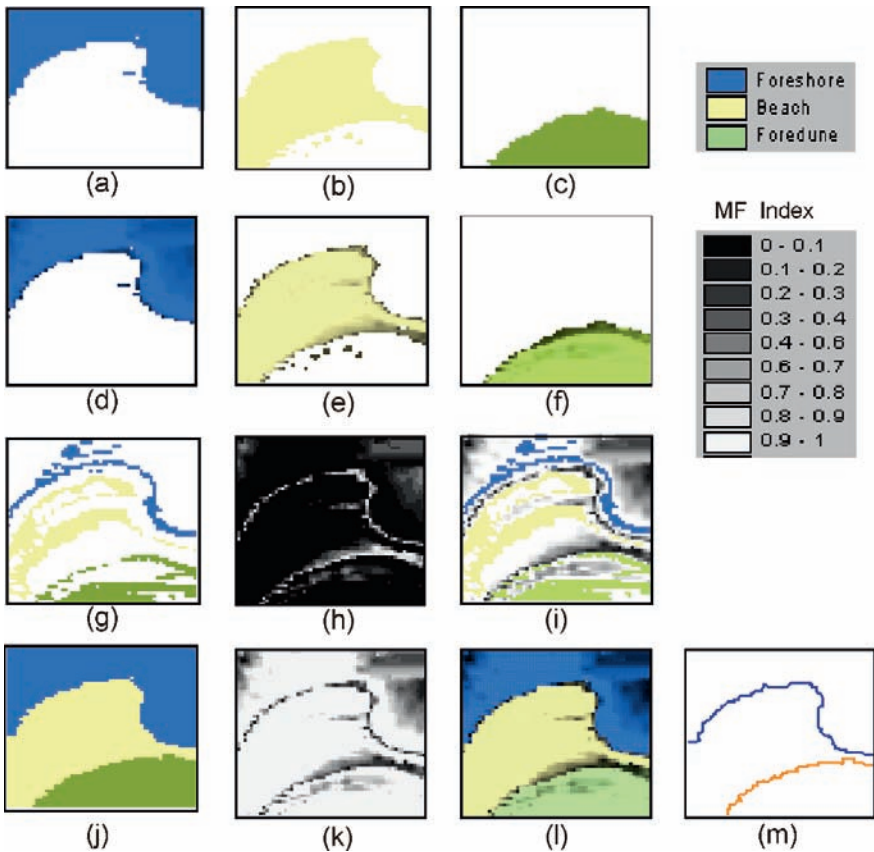 Foreshore
Beach
Foredune
(a)
(b)
(c)
MF Index
0 - 0.1
0.1 - 0.2
0.2 - 0.3
0.3 - 0.4
0.4 - 0.6
0.6 - 0.7
0.7 - 0.8
0.8 - 0.9
0.9 - 1
(d)
(e)
(f)
(g)
(h)
(i)
(j)
(k)
(l)
(m)